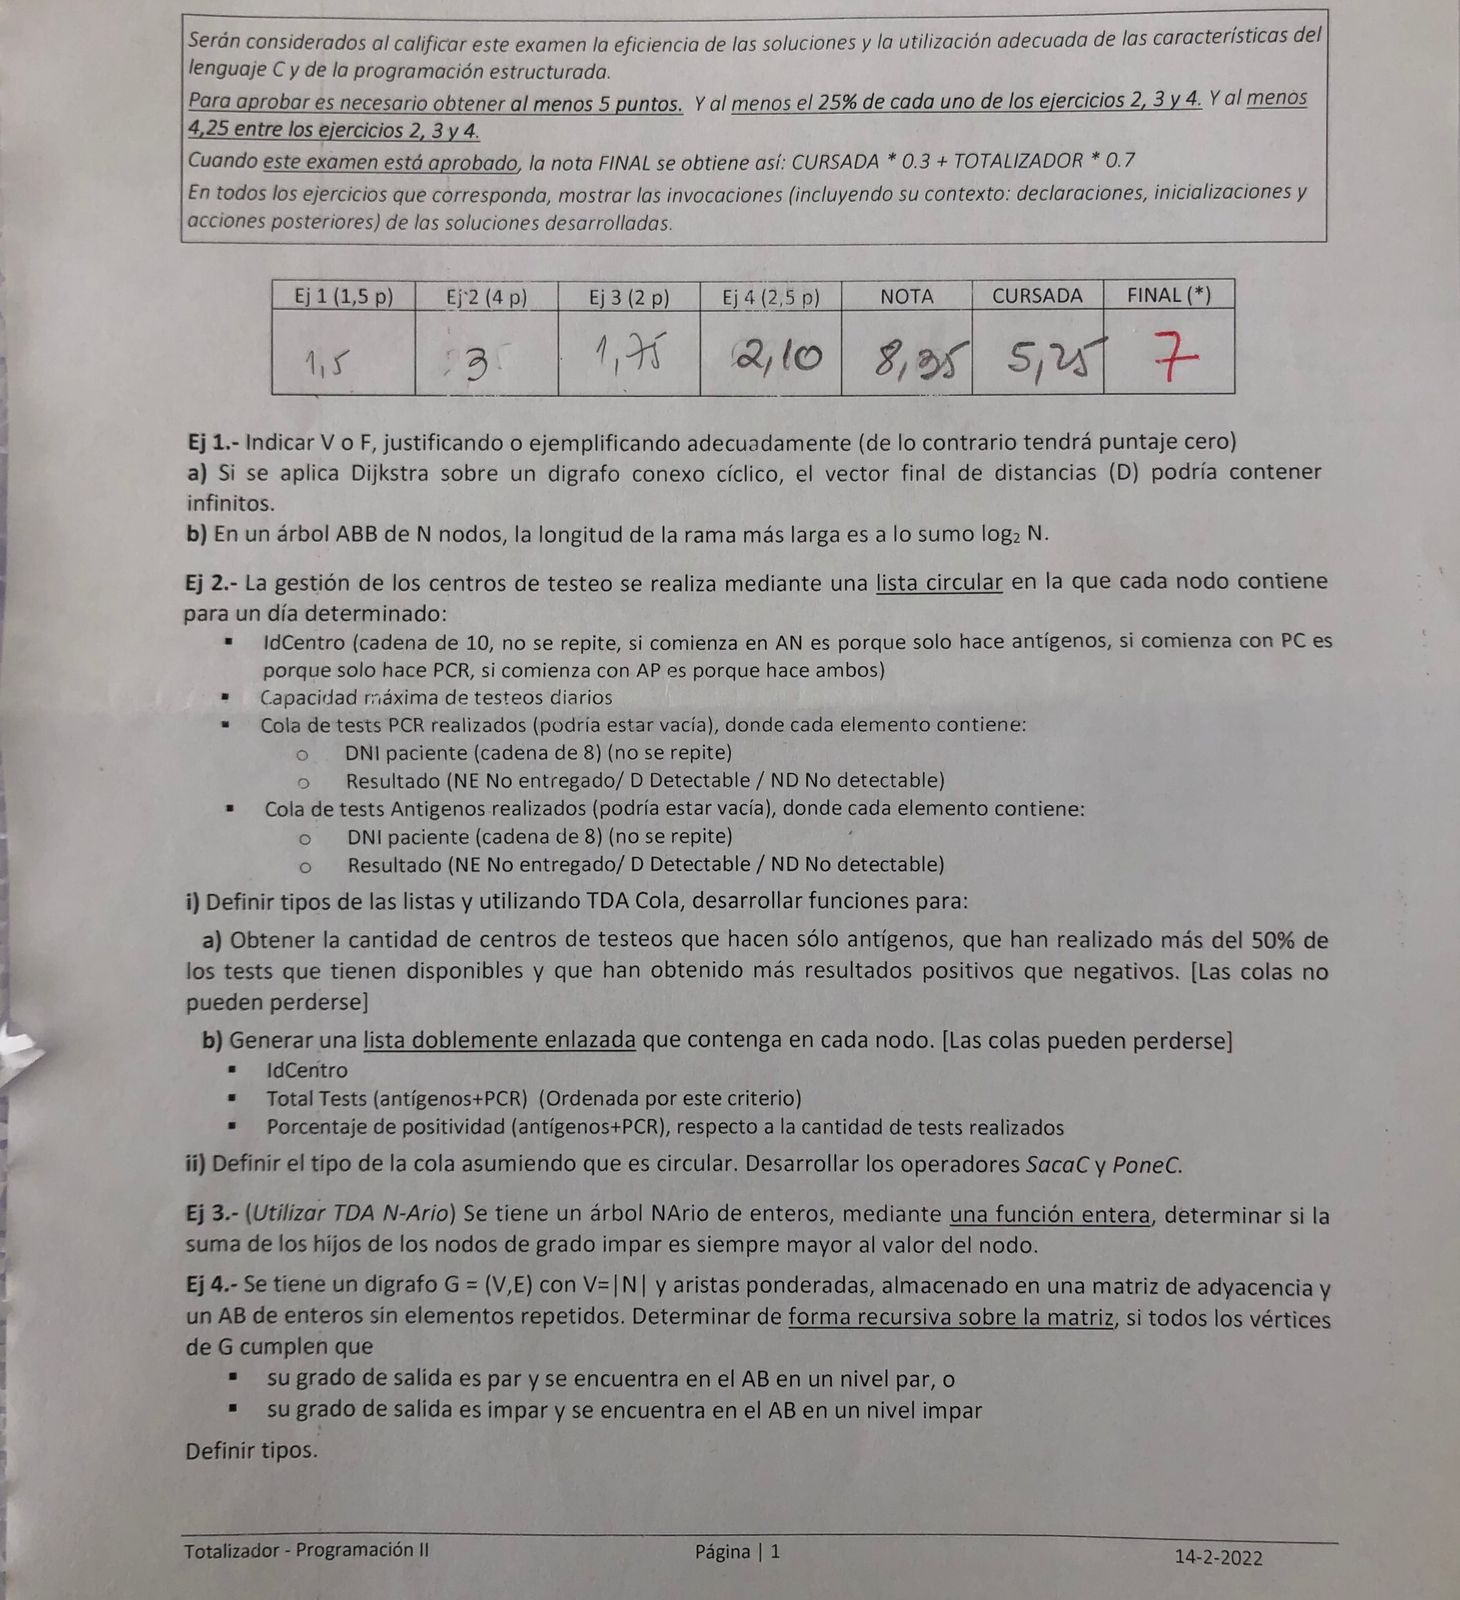 Serán considerados al calificar este examen la eficiencia de las soluciones y la utilización adecuada de las características del
lenguaje C y de la programación estructurada.
Para aprobar es necesario obtener al menos 5 puntos. Y al menos el 25% de cada uno de los ejercicios 2, 3 y 4. Y al menos
4,25 entre los ejercicios 2, 3 y 4.
Cuando este examen está aprobado, la nota FINAL se obtiene así: CURSADA * 0.3 + TOTALIZADOR * 0.7
En todos los ejercicios que corresponda, mostrar las invocaciones (incluyendo su contexto: declaraciones, inicializaciones y
acciones posteriores) de las soluciones desarrolladas.
Ej 1 (1,5 p) Ej 2 (4 p) Ej 3 (2 p) Ej 4 (2,5 p) NOTA CURSADA FINAL (*)
1,5 3 1,75 2,10 8,35 5,25 7
Ej 1.- Indicar V o F, justificando o ejemplificando adecuadamente (de lo contrario tendrá puntaje cero)
a) Si se aplica Dijkstra sobre un digrafo conexo cíclico, el vector final de distancias (D) podría contener
infinitos.
b) En un árbol ABB de N nodos, la longitud de la rama más larga es a lo sumo log₂ N.
Ej 2.- La gestión de los centros de testeo se realiza mediante una lista circular en la que cada nodo contiene
para un día determinado:
▪ IdCentro (cadena de 10, no se repite, si comienza en AN es porque solo hace antígenos, si comienza con PC es
porque solo hace PCR, si comienza con AP es porque hace ambos)
▪ Capacidad máxima de testeos diarios
▪ Cola de tests PCR realizados (podría estar vacía), donde cada elemento contiene:
o DNI paciente (cadena de 8) (no se repite)
o Resultado (NE No entregado/ D Detectable / ND No detectable)
▪ Cola de tests Antigenos realizados (podría estar vacía), donde cada elemento contiene:
o DNI paciente (cadena de 8) (no se repite)
o Resultado (NE No entregado/ D Detectable / ND No detectable)
i) Definir tipos de las listas y utilizando TDA Cola, desarrollar funciones para:
a) Obtener la cantidad de centros de testeos que hacen sólo antígenos, que han realizado más del 50% de
los tests que tienen disponibles y que han obtenido más resultados positivos que negativos. [Las colas no
pueden perderse]
b) Generar una lista doblemente enlazada que contenga en cada nodo. [Las colas pueden perderse]
▪ IdCentro
▪ Total Tests (antígenos+PCR) (Ordenada por este criterio)
▪ Porcentaje de positividad (antígenos+PCR), respecto a la cantidad de tests realizados
ii) Definir el tipo de la cola asumiendo que es circular. Desarrollar los operadores SacaC y PoneC.
Ej 3.- (Utilizar TDA N-Ario) Se tiene un árbol NArio de enteros, mediante una función entera, determinar si la
suma de los hijos de los nodos de grado impar es siempre mayor al valor del nodo.
Ej 4.- Se tiene un digrafo G = (V,E) con V=|N| y aristas ponderadas, almacenado en una matriz de adyacencia y
un AB de enteros sin elementos repetidos. Determinar de forma recursiva sobre la matriz, si todos los vértices
de G cumplen que
▪ su grado de salida es par y se encuentra en el AB en un nivel par, o
▪ su grado de salida es impar y se encuentra en el AB en un nivel impar
Definir tipos.
Totalizador - Programación II Página | 1 14-2-2022